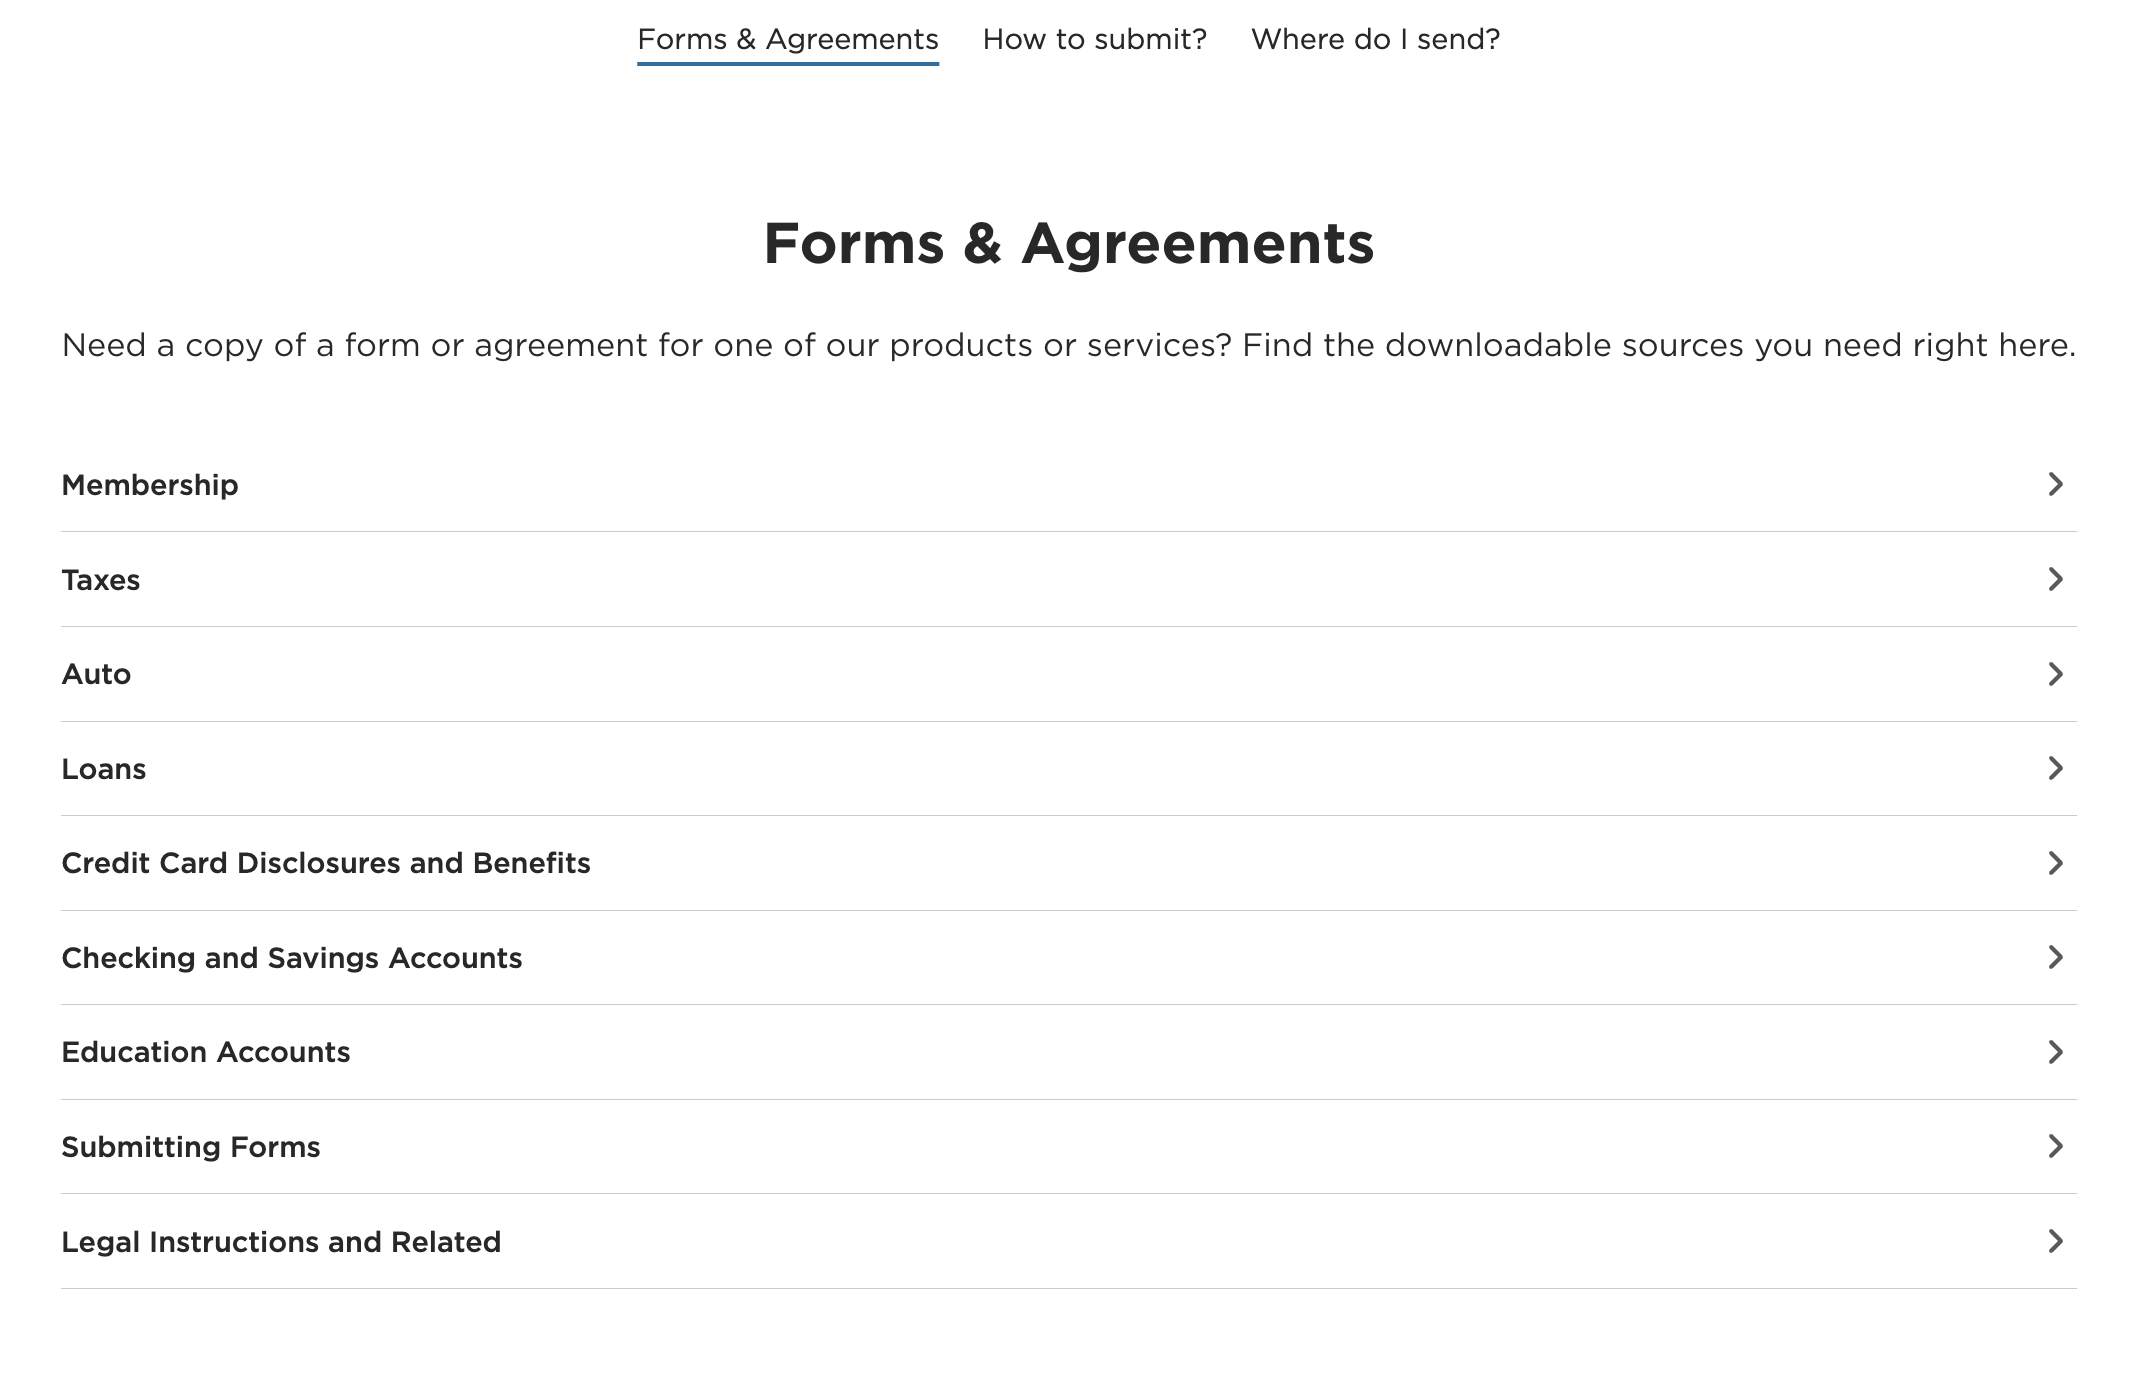 Forms & Agreements How to submit? Where do I send?
Forms & Agreements
Need a copy of a form or agreement for one of our products or services? Find the downloadable sources you need right here.
Membership
Taxes
Auto
Loans
Credit Card Disclosures and Benefits
Checking and Savings Accounts
Education Accounts
Submitting Forms
Legal Instructions and Related